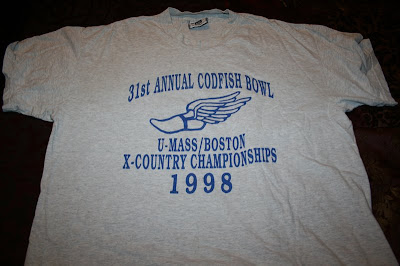 31st ANNUAL CODFISH BOWL
U-MASS/BOSTON
X-COUNTRY CHAMPIONSHIPS
1998